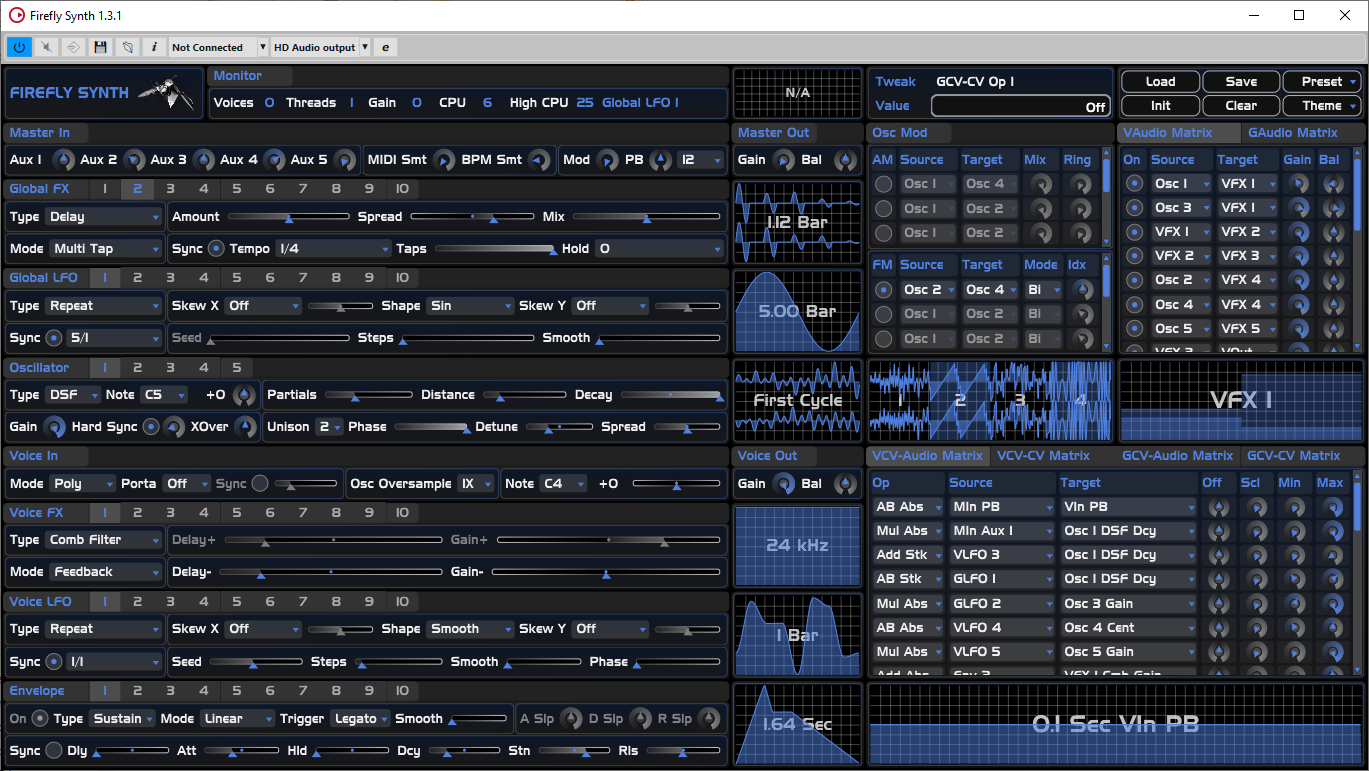 Firefly Synth 1.3.1
i Not Connected HD Audio output e
FIREFLY SYNTH
Monitor
Voices 0 Threads 1 Gain 0 CPU 6 High CPU 25 Global LFO 1
N/A
Tweak GCV-CV Op 1
Value Off
Load Save Preset
Init Clear Theme
Master In
Aux 1 Aux 2 Aux 3 Aux 4 Aux 5 MIDI Smt BPM Smt Mod PB 12
Master Out
Gain Bal
Global FX 1 2 3 4 5 6 7 8 9 10
Type Delay Amount Spread Mix
Mode Multi Tap Sync Tempo 1/4 Taps Hold 0
1.12 Bar
Global LFO 1 2 3 4 5 6 7 8 9 10
Type Repeat Skew X Off Shape Sin Skew Y Off
Sync 5/1 Seed Steps Smooth
5.00 Bar
Osc Mod
AM Source Target Mix Ring
Osc 1 Osc 4
Osc 1 Osc 2
Osc 1 Osc 2
FM Source Target Mode Idx
Osc 2 Osc 4 Bi
Osc 1 Osc 2 Bi
Osc 1 Osc 2 Bi
VAudio Matrix GAudio Matrix
On Source Target Gain Bal
Osc 1 VFX 1
Osc 3 VFX 1
VFX 1 VFX 2
VFX 2 VFX 3
Osc 2 VFX 4
Osc 4 VFX 4
Osc 5 VFX 5
VFX 3 VOut
Oscillator 1 2 3 4 5
Type DSF Note C5 +0 Partials Distance Decay
Gain Hard Sync XOver Unison 2 Phase Detune Spread
First Cycle
1 2 3 4
VFX 1
Voice In
Mode Poly Porta Off Sync Osc Oversample 1X Note C4 +0
Voice Out
Gain Bal
Voice FX 1 2 3 4 5 6 7 8 9 10
Type Comb Filter Delay+ Gain+
Mode Feedback Delay- Gain-
24 kHz
Voice LFO 1 2 3 4 5 6 7 8 9 10
Type Repeat Skew X Off Shape Smooth Skew Y Off
Sync 1/1 Seed Steps Smooth Phase
1 Bar
Envelope 1 2 3 4 5 6 7 8 9 10
On Type Sustain Mode Linear Trigger Legato Smooth A Slp D Slp R Slp
Sync Dly Att Hld Dcy Stn Rls
1.64 Sec
VCV-Audio Matrix VCV-CV Matrix GCV-Audio Matrix GCV-CV Matrix
Op Source Target Off Scl Min Max
AB Abs MIn PB VIn PB
Mul Abs MIn Aux 1 Osc 1 DSF Dcy
Add Stk VLFO 3 Osc 1 DSF Dcy
AB Stk GLFO 1 Osc 1 DSF Dcy
Mul Abs GLFO 2 Osc 3 Gain
AB Abs VLFO 4 Osc 4 Cent
Mul Abs VLFO 5 Osc 5 Gain
Add Abs Env 2 VFX 1 Cmb Gain
0.1 Sec VIn PB